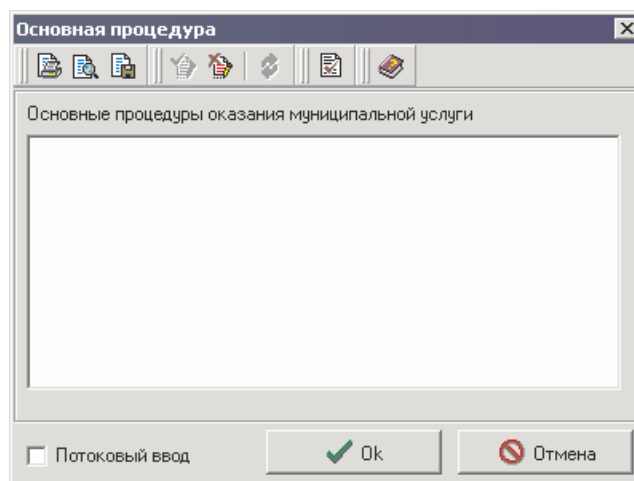 Основная процедура
Основные процедуры оказания муниципальной услуги
Потоковый ввод
Ok
Отмена